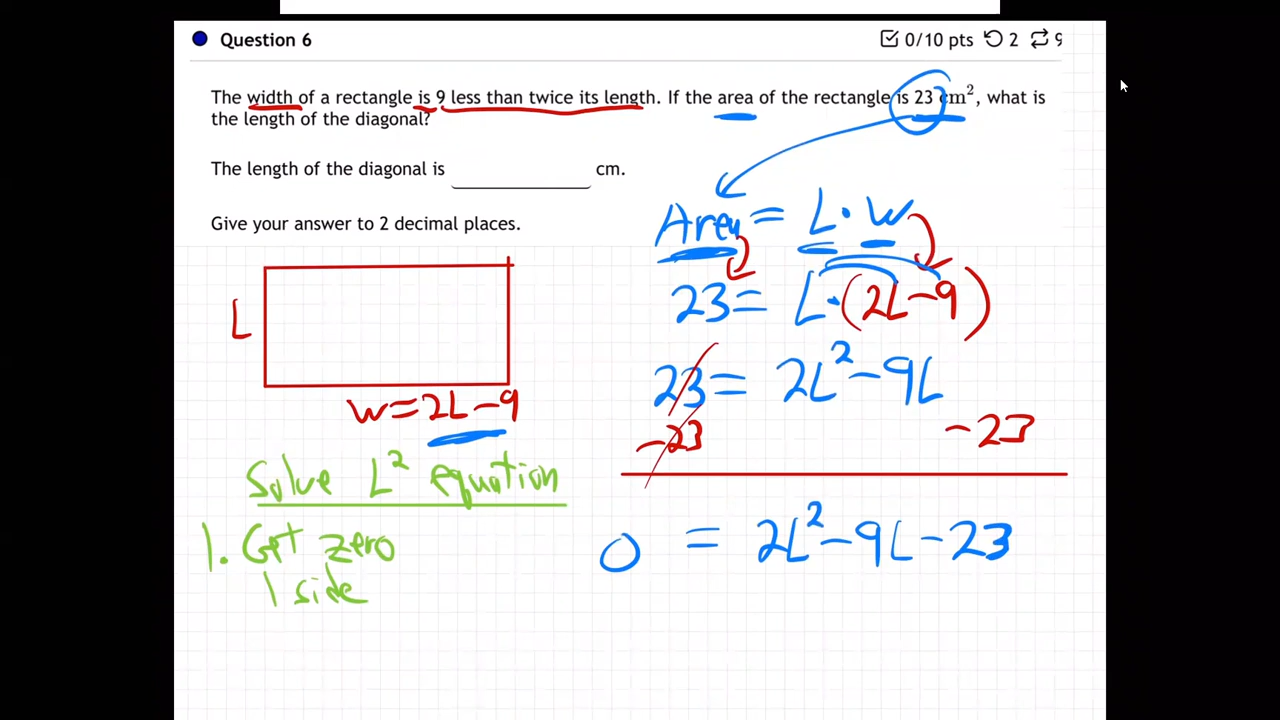 Question 6
0/10 pts 2 9
The width of a rectangle is 9 less than twice its length. If the area of the rectangle is 23 cm², what is
the length of the diagonal?
The length of the diagonal is ____________ cm.
Give your answer to 2 decimal places.
Area = L · W
23 = L · (2L - 9)
23 = 2L² - 9L
-23 -23
0 = 2L² - 9L - 23
L
W = 2L - 9
Solve L² equation
1. Get zero
1 side